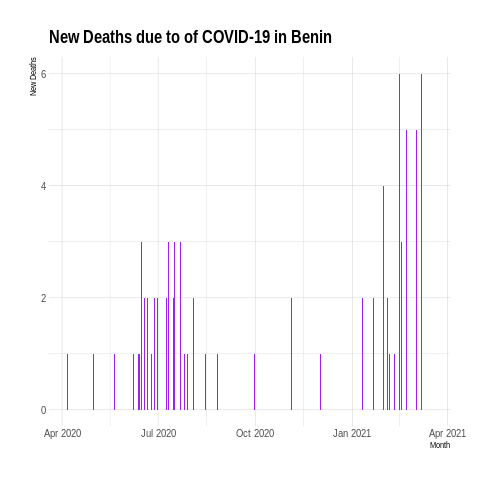 New Deaths due to of COVID-19 in Benin
New Deaths
6
4
2
0
Apr 2020 Jul 2020 Oct 2020 Jan 2021 Apr 2021
Month